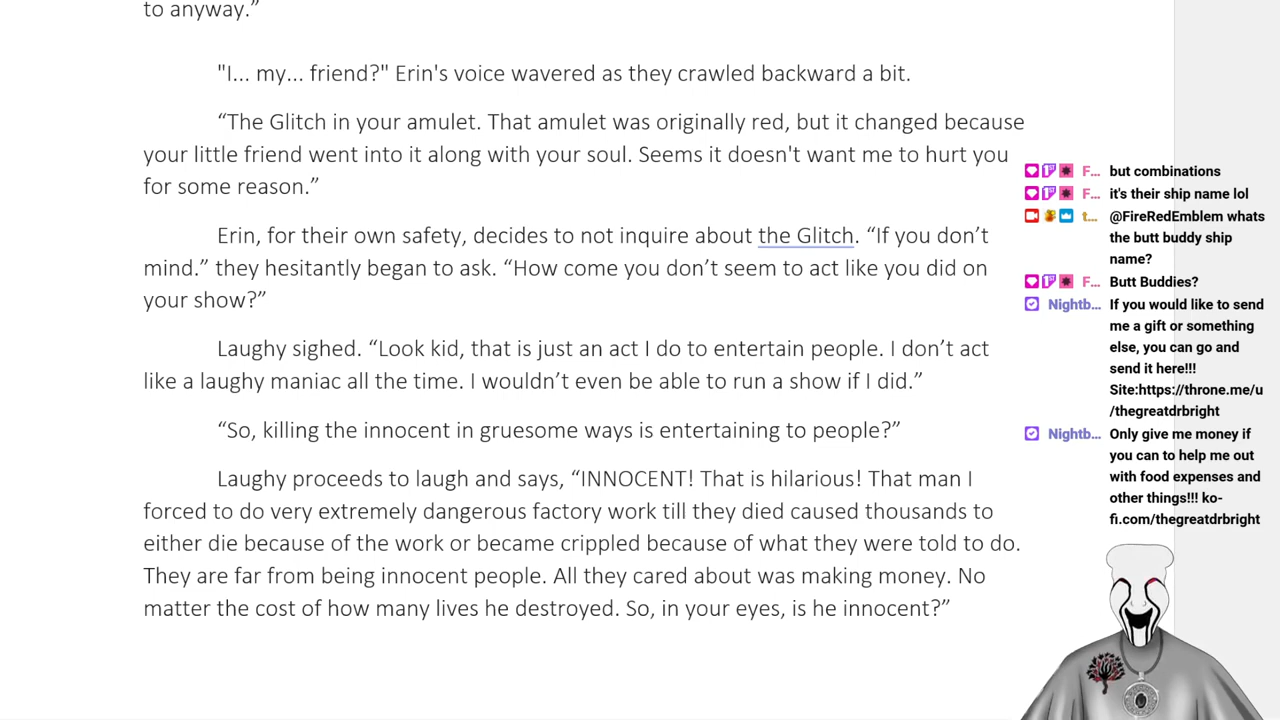 to anyway.”
"I... my... friend?" Erin's voice wavered as they crawled backward a bit.
“The Glitch in your amulet. That amulet was originally red, but it changed because
your little friend went into it along with your soul. Seems it doesn't want me to hurt you
for some reason.”
Erin, for their own safety, decides to not inquire about the Glitch. “If you don’t
mind.” they hesitantly began to ask. “How come you don’t seem to act like you did on
your show?”
Laughy sighed. “Look kid, that is just an act I do to entertain people. I don’t act
like a laughy maniac all the time. I wouldn’t even be able to run a show if I did.”
“So, killing the innocent in gruesome ways is entertaining to people?”
Laughy proceeds to laugh and says, “INNOCENT! That is hilarious! That man I
forced to do very extremely dangerous factory work till they died caused thousands to
either die because of the work or became crippled because of what they were told to do.
They are far from being innocent people. All they cared about was making money. No
matter the cost of how many lives he destroyed. So, in your eyes, is he innocent?”
F... but combinations
F... it's their ship name lol
t... @FireRedEmblem whats
the butt buddy ship
name?
F... Butt Buddies?
Nightb... If you would like to send
me a gift or something
else, you can go and
send it here!!!
Site:https://throne.me/u
/thegreatdrbright
Nightb... Only give me money if
you can to help me out
with food expenses and
other things!!! ko-
fi.com/thegreatdrbright